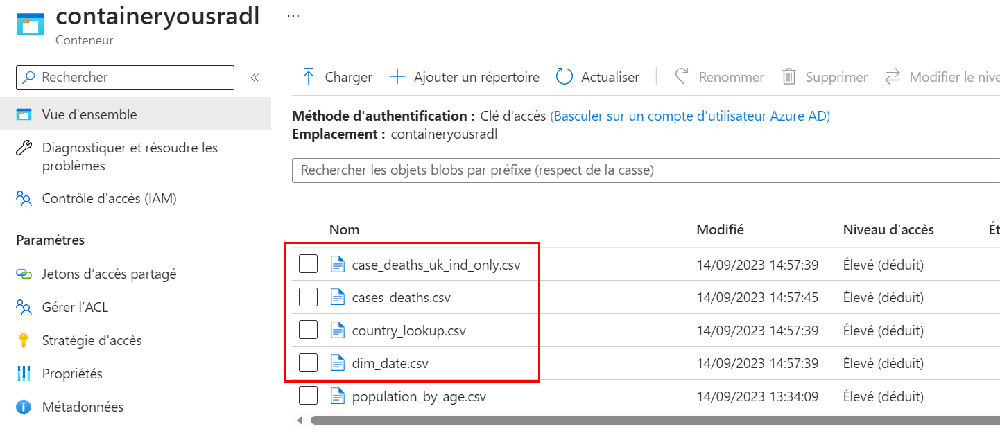 containeryousradl
...
Conteneur
Rechercher
«
Charger
Ajouter un répertoire
Actualiser
Renommer
Supprimer
Modifier le nive
Vue d'ensemble
Diagnostiquer et résoudre les
problèmes
Contrôle d'accès (IAM)
Paramètres
Jetons d'accès partagé
Gérer l’ACL
Stratégie d'accès
Propriétés
Métadonnées
Méthode d'authentification : Clé d'accès (Basculer sur un compte d'utilisateur Azure AD)
Emplacement : containeryousradl
Rechercher les objets blobs par préfixe (respect de la casse)
Nom Modifié Niveau d'accès Ét
case_deaths_uk_ind_only.csv 14/09/2023 14:57:39 Élevé (déduit)
cases_deaths.csv 14/09/2023 14:57:45 Élevé (déduit)
country_lookup.csv 14/09/2023 14:57:39 Élevé (déduit)
dim_date.csv 14/09/2023 14:57:39 Élevé (déduit)
population_by_age.csv 14/09/2023 13:34:09 Élevé (déduit)